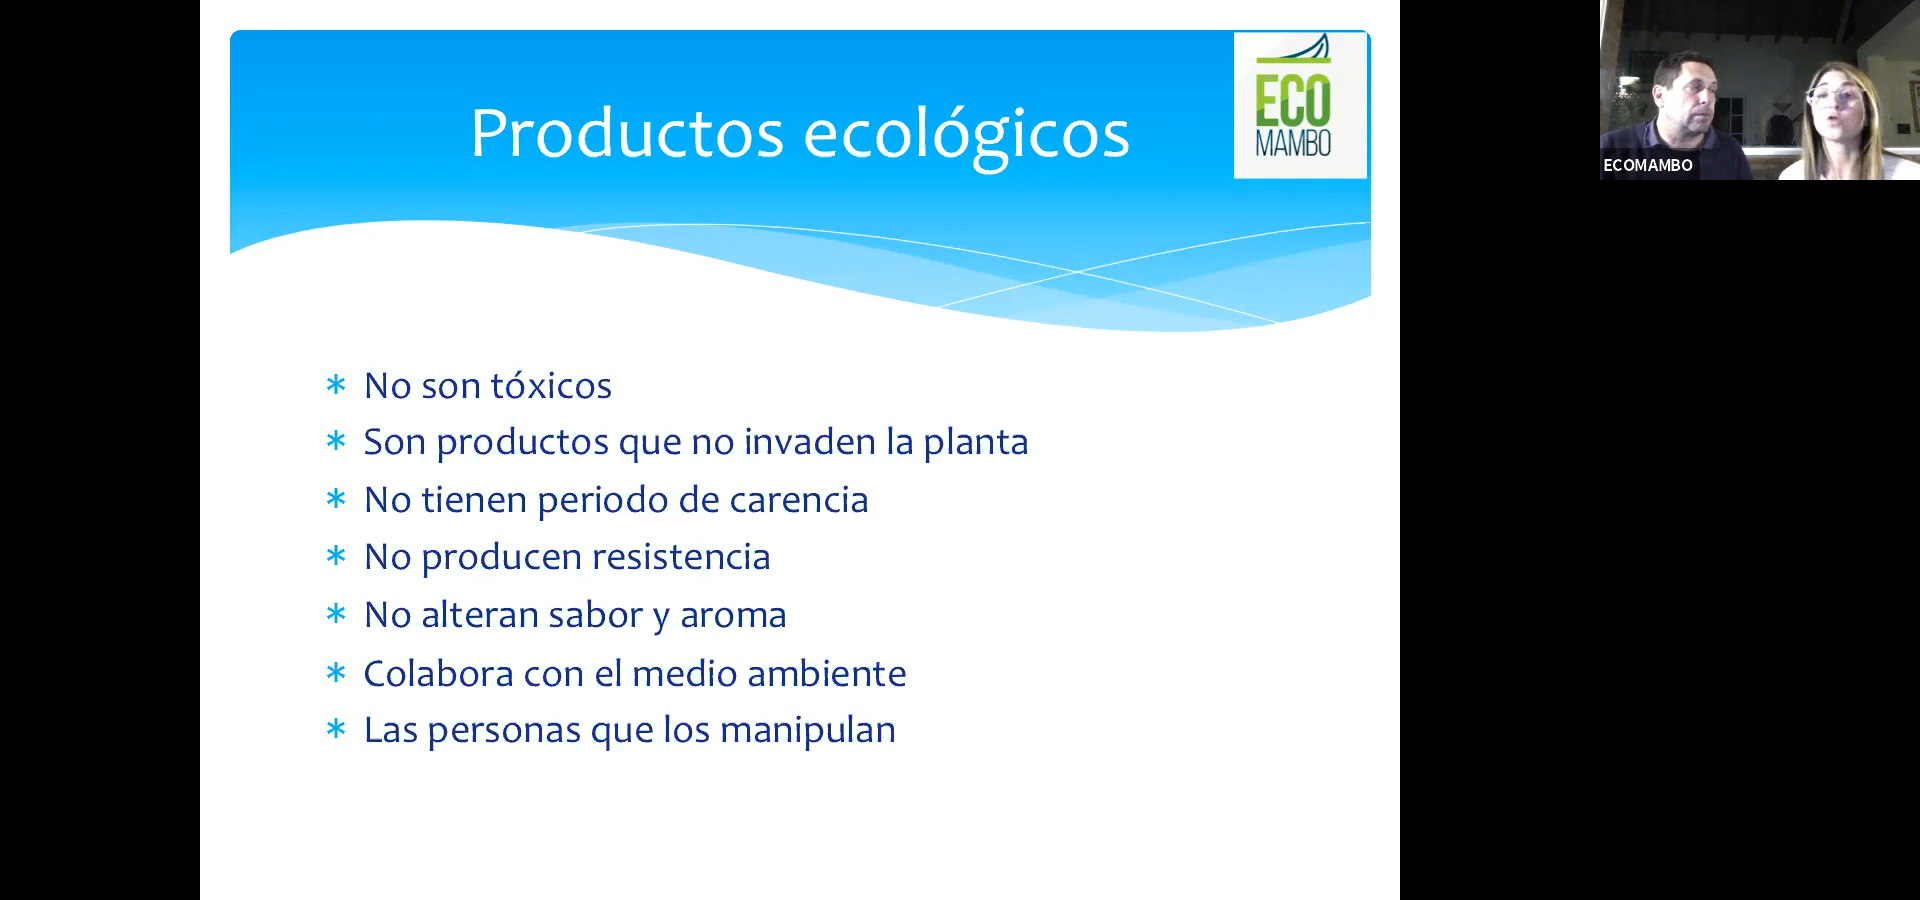 Productos ecológicos
ECO
MAMBO
ECOMAMBO
* No son tóxicos
* Son productos que no invaden la planta
* No tienen periodo de carencia
* No producen resistencia
* No alteran sabor y aroma
* Colabora con el medio ambiente
* Las personas que los manipulan